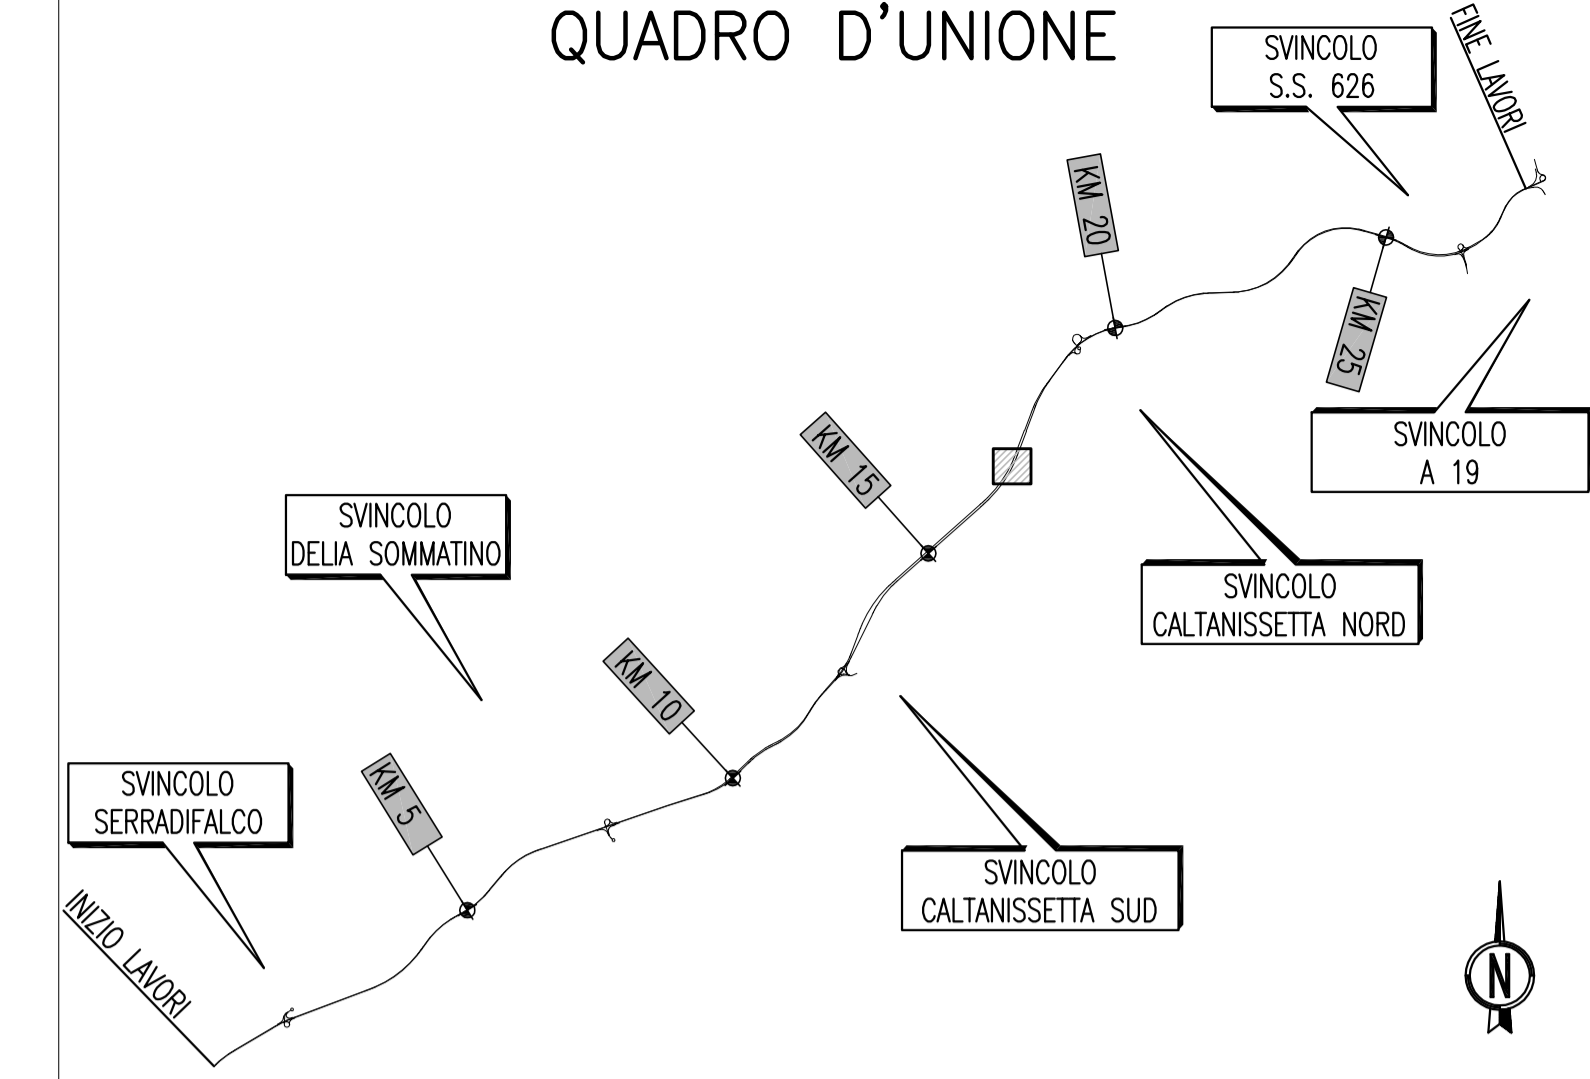 QUADRO D'UNIONE
SVINCOLO
S.S. 626
FINE LAVORI
KM 20
KM 25
SVINCOLO
A 19
KM 15
SVINCOLO
DELIA SOMMATINO
SVINCOLO
CALTANISSETTA NORD
KM 10
KM 5
SVINCOLO
SERRADIFALCO
SVINCOLO
CALTANISSETTA SUD
INIZIO LAVORI
N